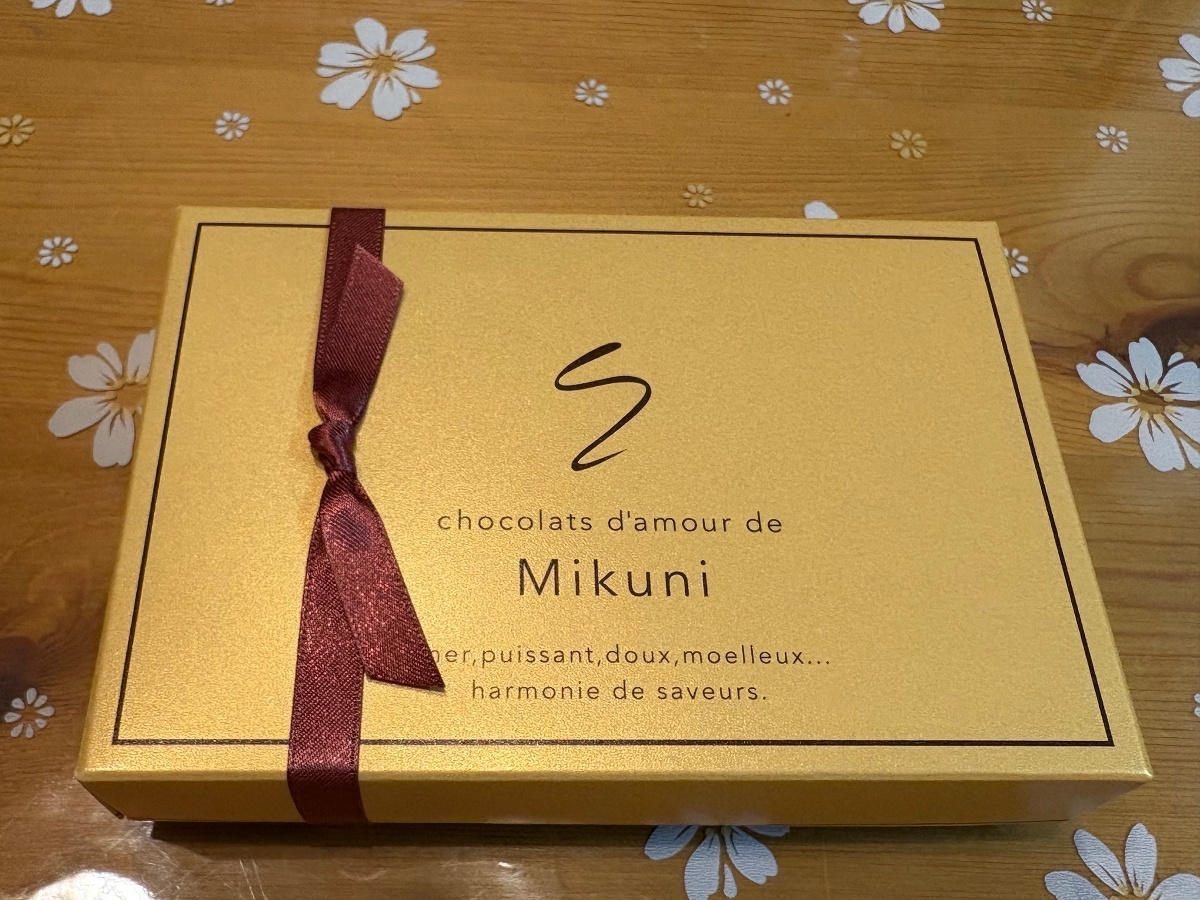 chocolats d'amour de
Mikuni
puissant,doux,moelleux...
harmonie de saveurs.